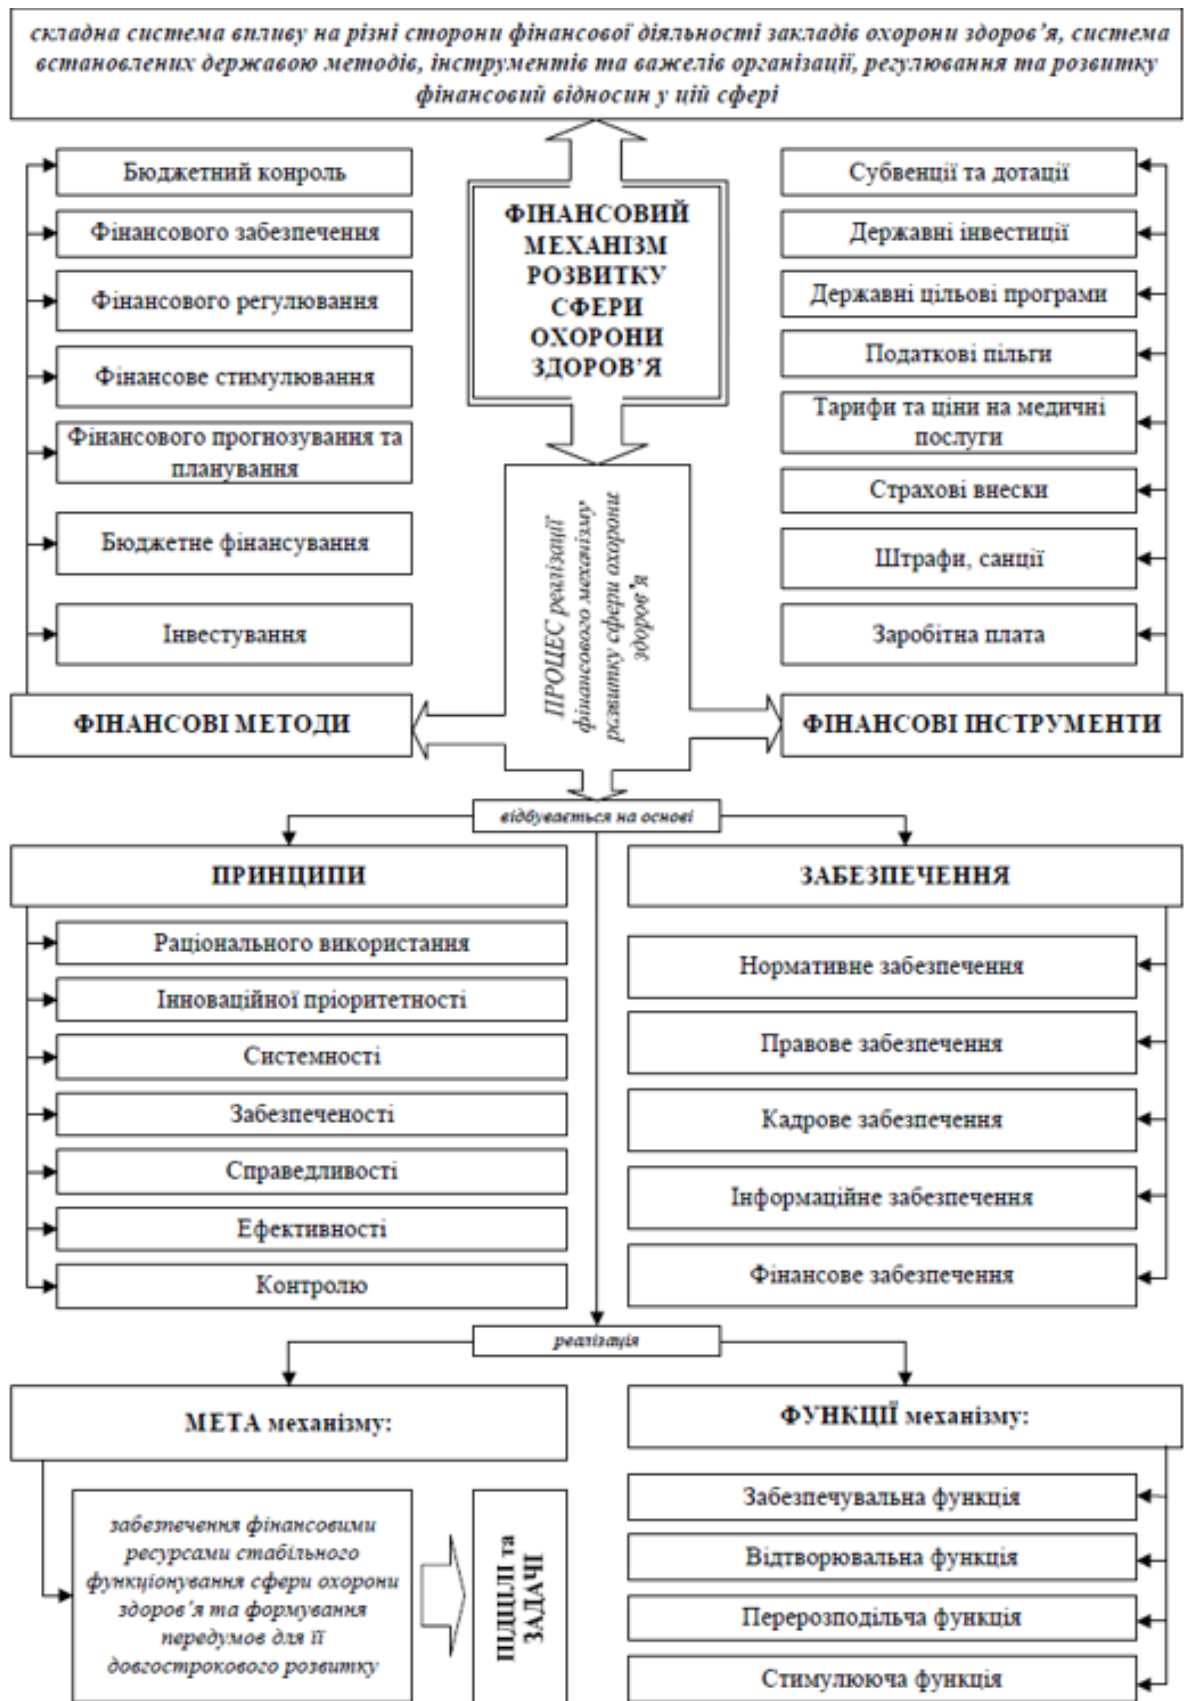 складна система впливу на різні сторони фінансової діяльності закладів охорони здоров’я, система
встановлених державою методів, інструментів та важелів організації, регулювання та розвитку
фінансовий відносин у цій сфері
ФІНАНСОВИЙ
МЕХАНІЗМ
РОЗВИТКУ
СФЕРИ
ОХОРОНИ
ЗДОРОВ’Я
Бюджетний конроль
Фінансового забезпечення
Фінансового регулювання
Фінансове стимулювання
Фінансового прогнозування та
планування
Бюджетне фінансування
Інвестування
ФІНАНСОВІ МЕТОДИ
Субвенції та дотації
Державні інвестиції
Державні цільові програми
Податкові пільги
Тарифи та ціни на медичні
послуги
Страхові внески
Штрафи, санції
Заробітна плата
ФІНАНСОВІ ІНСТРУМЕНТИ
ПРОЦЕС реалізації
фінансового механізму
розвитку сфери охорони
здоров’я
відбувається на основі
ПРИНЦИПИ
Раціонального використання
Інноваційної пріоритетності
Системності
Забезпеченості
Справедливості
Ефективності
Контролю
ЗАБЕЗПЕЧЕННЯ
Нормативне забезпечення
Правове забезпечення
Кадрове забезпечення
Інформаційне забезпечення
Фінансове забезпечення
реалізація
МЕТА механізму:
забезпечення фінансовими
ресурсами стабільного
функціонування сфери охорони
здоров’я та формування
передумов для її
довгострокового розвитку
ПІДЦІЛІ та
ЗАДАЧІ
ФУНКЦІЇ механізму:
Забезпечувальна функція
Відтворювальна функція
Перерозподільча функція
Стимулююча функція